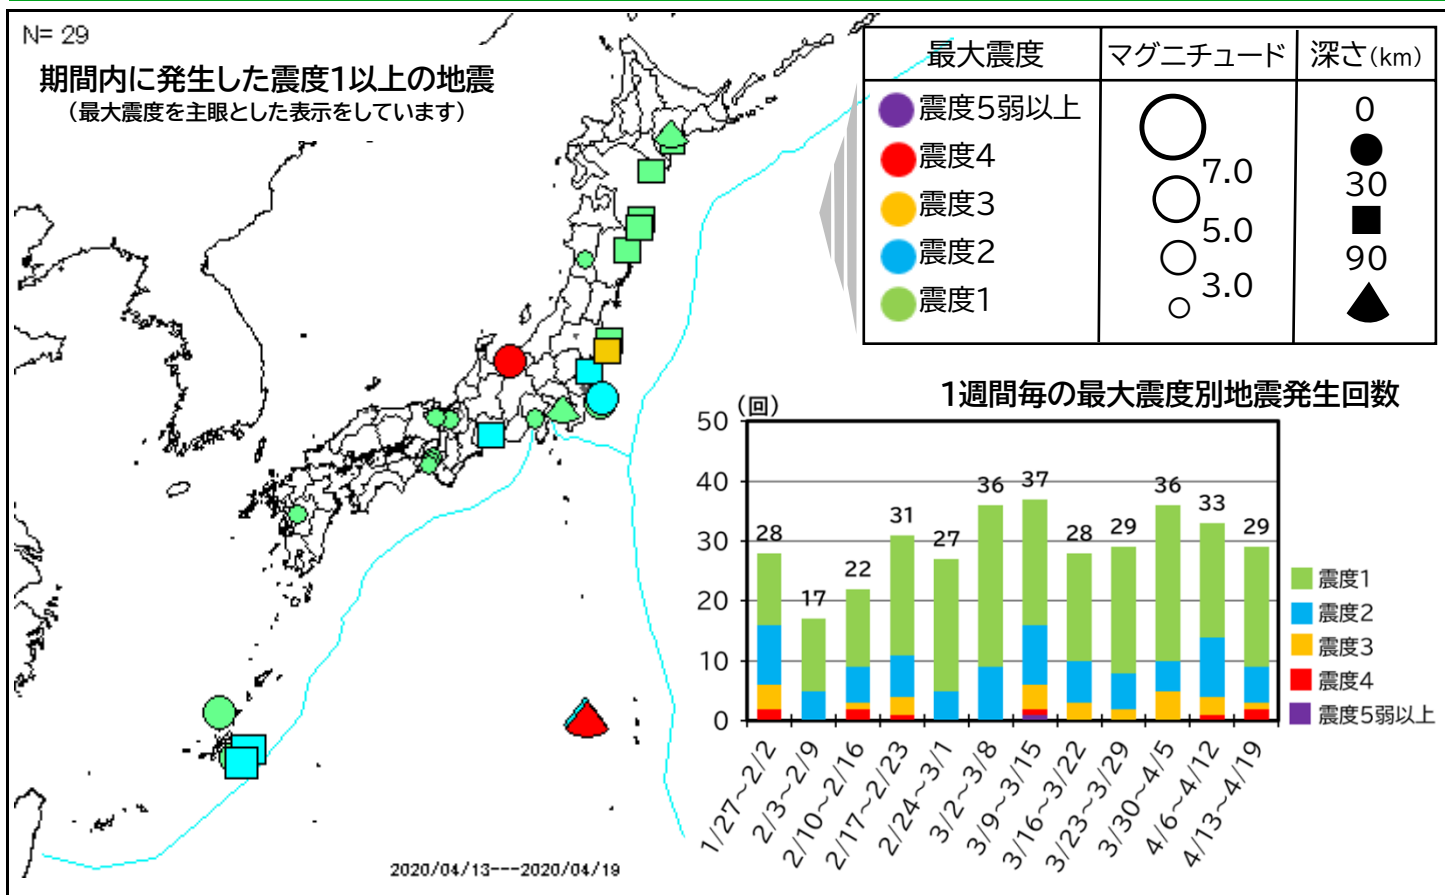 N= 29
期間内に発生した震度1以上の地震
（最大震度を主眼とした表示をしています）
最大震度 マグニチュード 深さ(km)
震度5弱以上
震度4
震度3
震度2
震度1
7.0
5.0
3.0
0
30
90
1週間毎の最大震度別地震発生回数
(回)
50
40
30
20
10
0
28 17 22 31 27 36 37 28 29 36 33 29
1/27～2/2
2/3～2/9
2/10～2/16
2/17～2/23
2/24～3/1
3/2～3/8
3/9～3/15
3/16～3/22
3/23～3/29
3/30～4/5
4/6～4/12
4/13～4/19
震度1
震度2
震度3
震度4
震度5弱以上
2020/04/13---2020/04/19